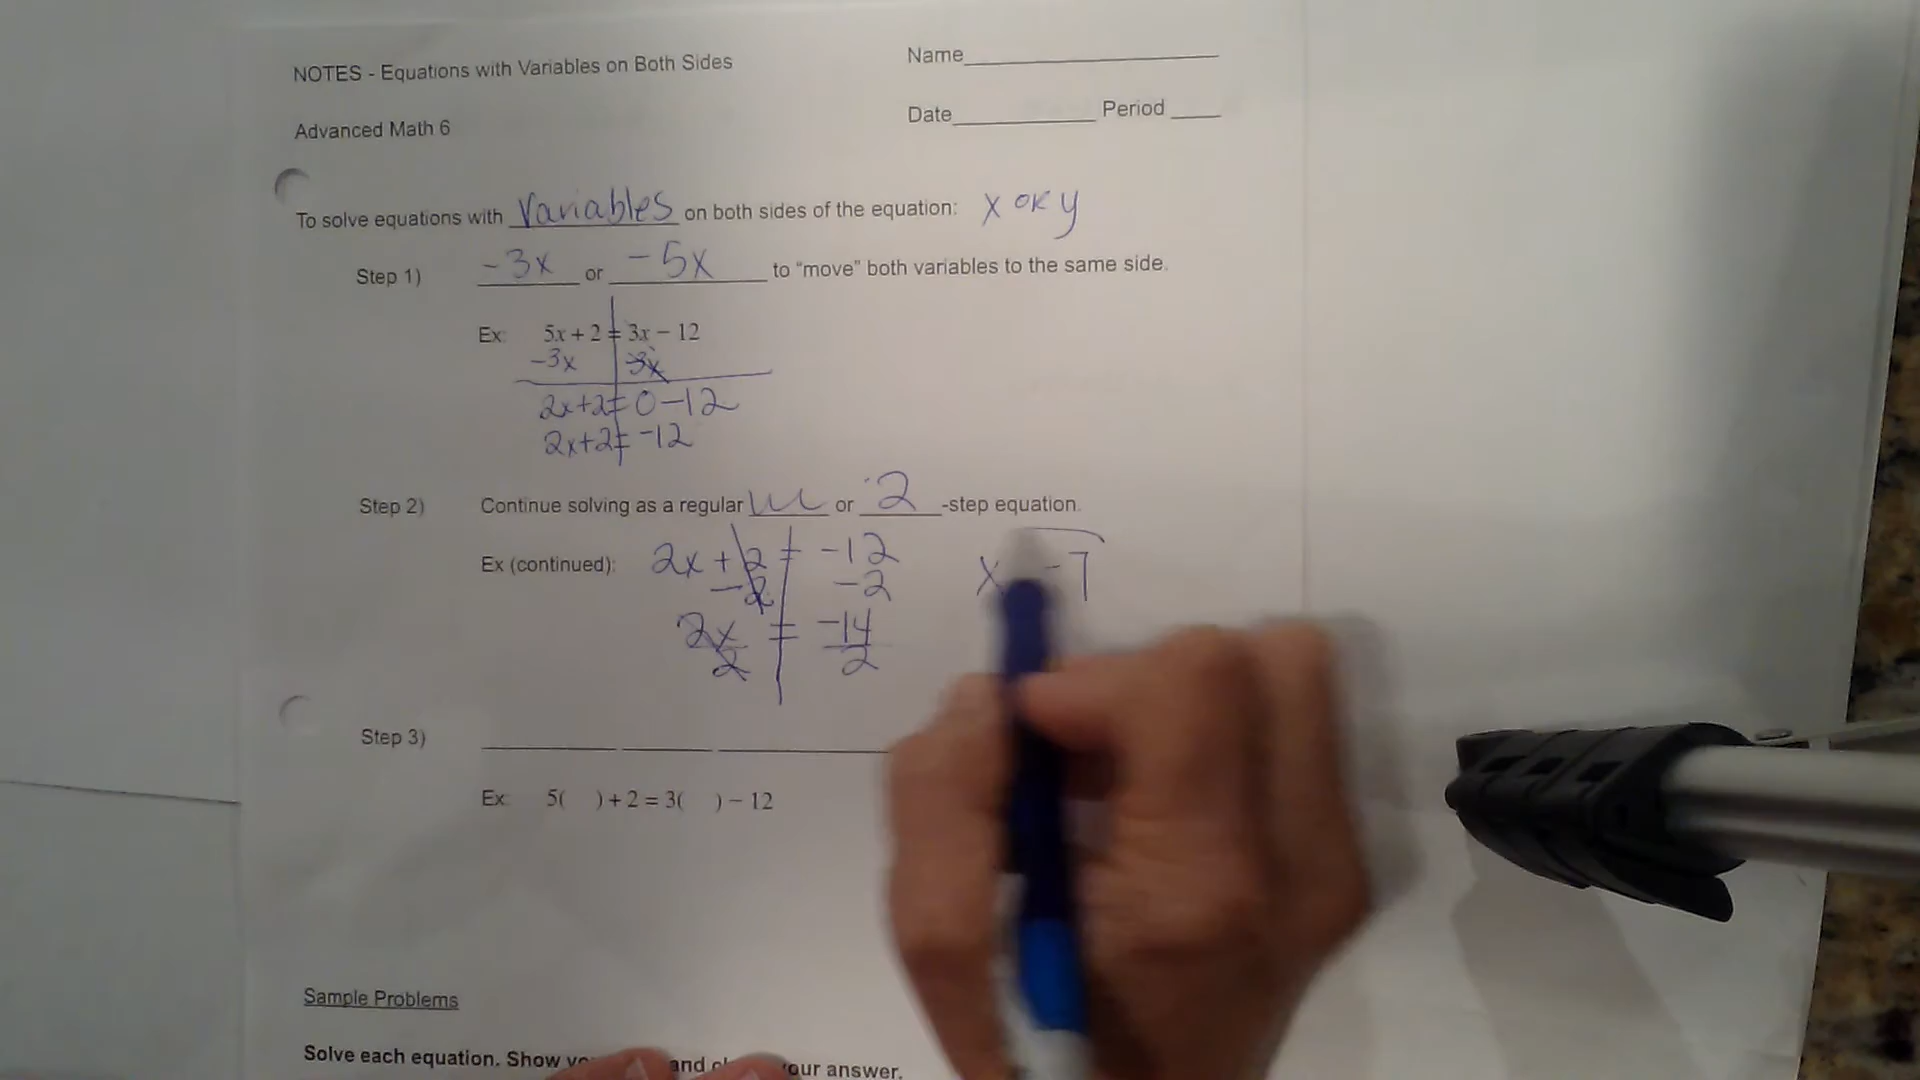 NOTES - Equations with Variables on Both Sides
Name
Advanced Math 6
Date Period
To solve equations with variables on both sides of the equation: x or y
Step 1) -3x or -5x to “move” both variables to the same side.
Ex: 5x + 2 = 3x - 12
-3x -3x
2x+2 = 0-12
2x+2 = -12
Step 2) Continue solving as a regular or 2 -step equation.
Ex (continued): 2x + 2 = -12
-2 -2
x -7
2x = -14
2 2
Step 3)
Ex: 5( ) + 2 = 3( ) - 12
Sample Problems
Solve each equation. Show and your answer.